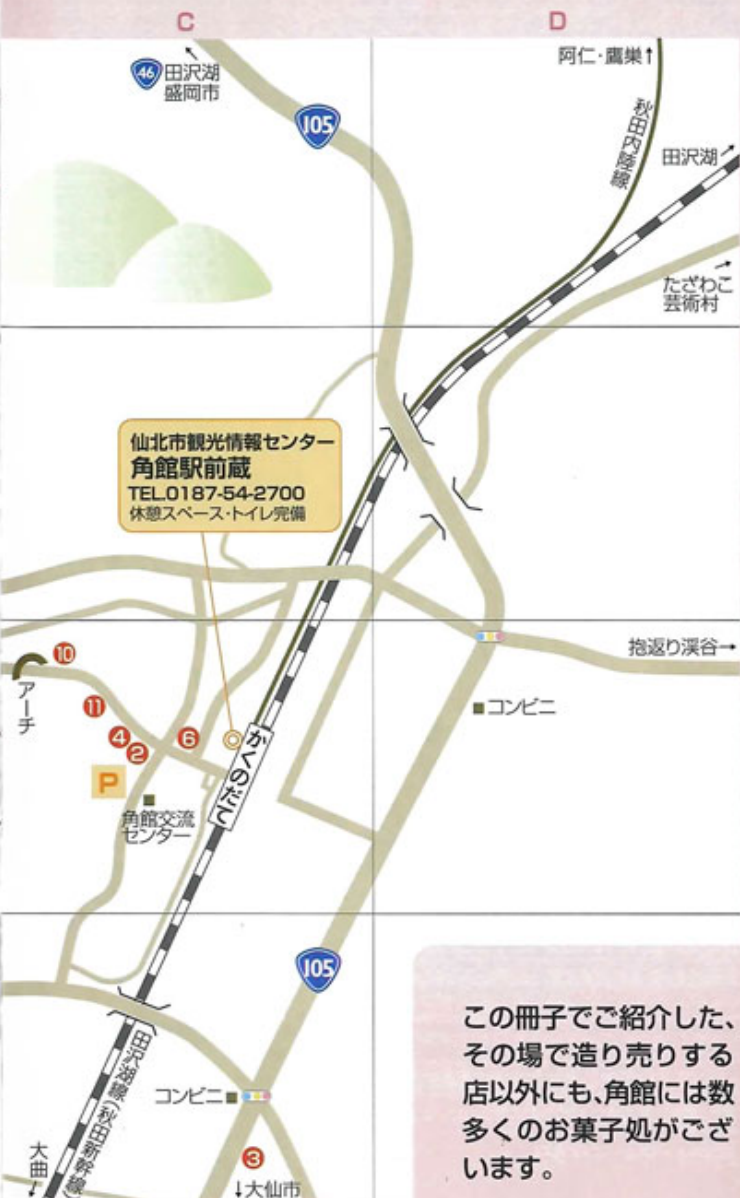 C
D
46
田沢湖
盛岡市
105
阿仁・鷹巣↑
秋田内陸線
田沢湖
たざわこ
芸術村
仙北市観光情報センター
角館駅前蔵
TEL.0187-54-2700
休憩スペース・トイレ完備
抱返り渓谷→
10
アーチ
11
4
2
6
コンビニ
かくのだて
P
角館交流
センター
105
田沢湖線(秋田新幹線)
コンビニ
3
大曲
↓大仙市
この冊子でご紹介した、
その場で造り売りする
店以外にも、角館には数
多くのお菓子処がござ
います。